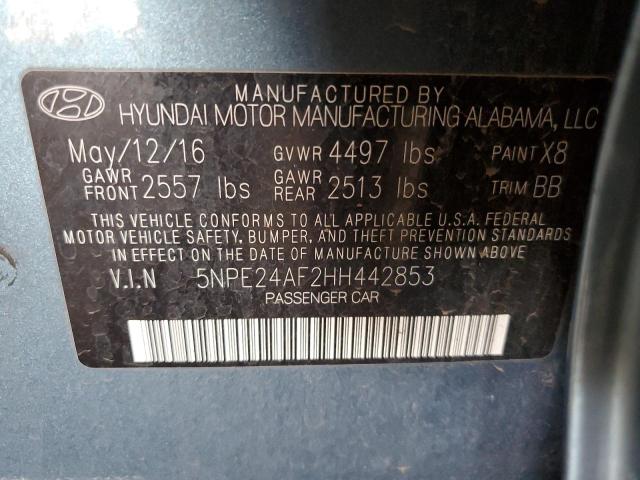 MANUFACTURED BY
HYUNDAI MOTOR MANUFACTURING ALABAMA, LLC
May/12/16 GVWR 4497 lbs PAINT X8
GAWR FRONT 2557 lbs GAWR REAR 2513 lbs TRIM BB
THIS VEHICLE CONFORMS TO ALL APPLICABLE U.S.A. FEDERAL
MOTOR VEHICLE SAFETY, BUMPER, AND THEFT PREVENTION STANDARDS
IN EFFECT ON THE DATE OF MANUFACTURE SHOWN ABOVE.
V.I.N 5NPE24AF2HH442853
PASSENGER CAR